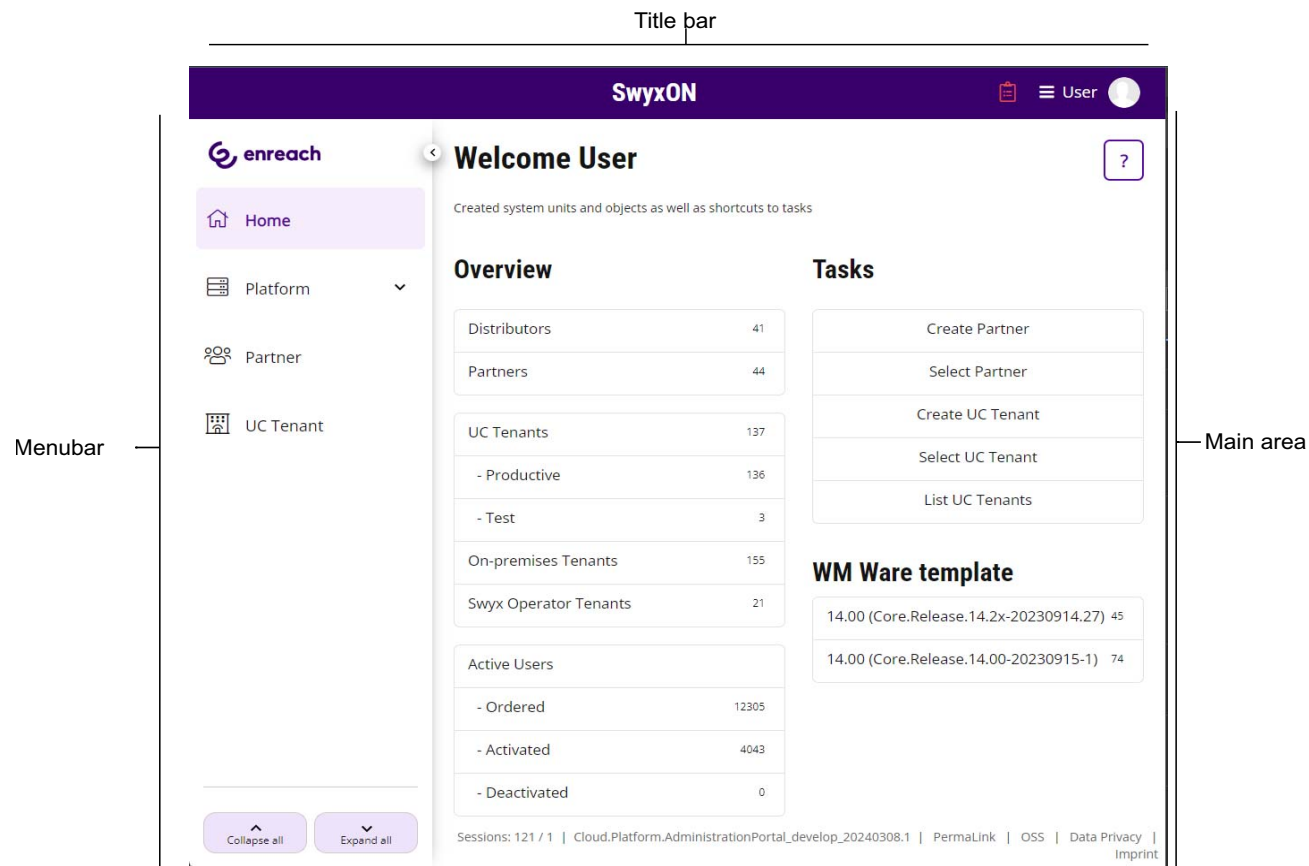 Title bar
SwyxON
User
enreach
Welcome User
?
Home
Created system units and objects as well as shortcuts to tasks
Platform
Partner
UC Tenant
Menubar
Overview
Distributors 41
Partners 44
UC Tenants 137
- Productive 136
- Test 3
On-premises Tenants 155
Swyx Operator Tenants 21
Active Users
- Ordered 12305
- Activated 4043
- Deactivated 0
Tasks
Create Partner
Select Partner
Create UC Tenant
Select UC Tenant
List UC Tenants
WM Ware template
14.00 (Core.Release.14.2x-20230914.27) 45
14.00 (Core.Release.14.00-20230915-1) 74
Main area
Collapse all
Expand all
Sessions: 121 / 1 | Cloud.Platform.AdministrationPortal_develop_20240308.1 | PermaLink | OSS | Data Privacy |
Imprint